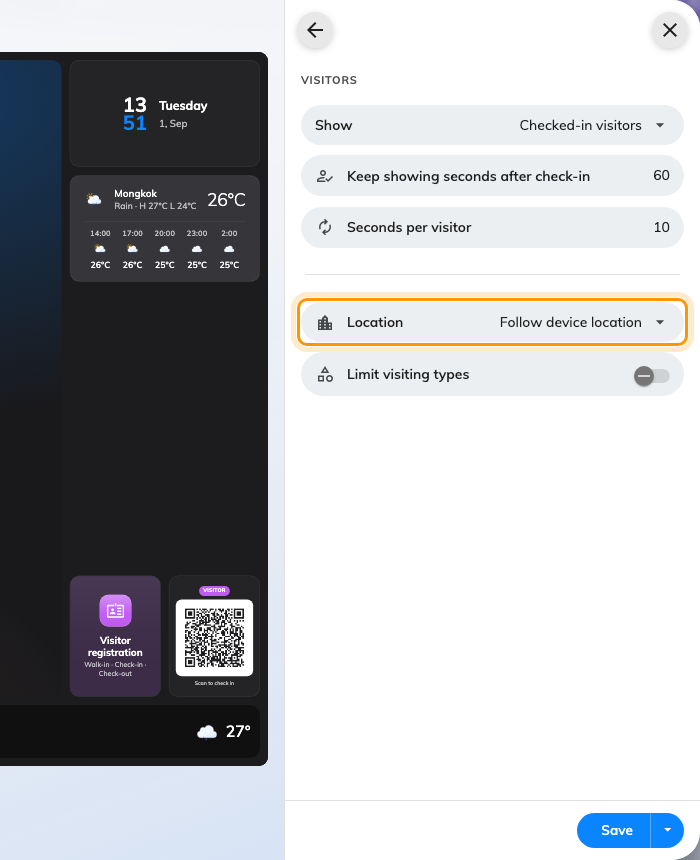 13
51
Tuesday
1, Sep
Mongkok
Rain · H 27°C L 24°C
26°C
14:00 17:00 20:00 23:00 2:00
26°C 26°C 25°C 25°C 25°C
Visitor
registration
Walk-in · Check-in ·
Check-out
VISITOR
Scan to check in
27°
VISITORS
Show Checked-in visitors
Keep showing seconds after check-in 60
Seconds per visitor 10
Location Follow device location
Limit visiting types
Save